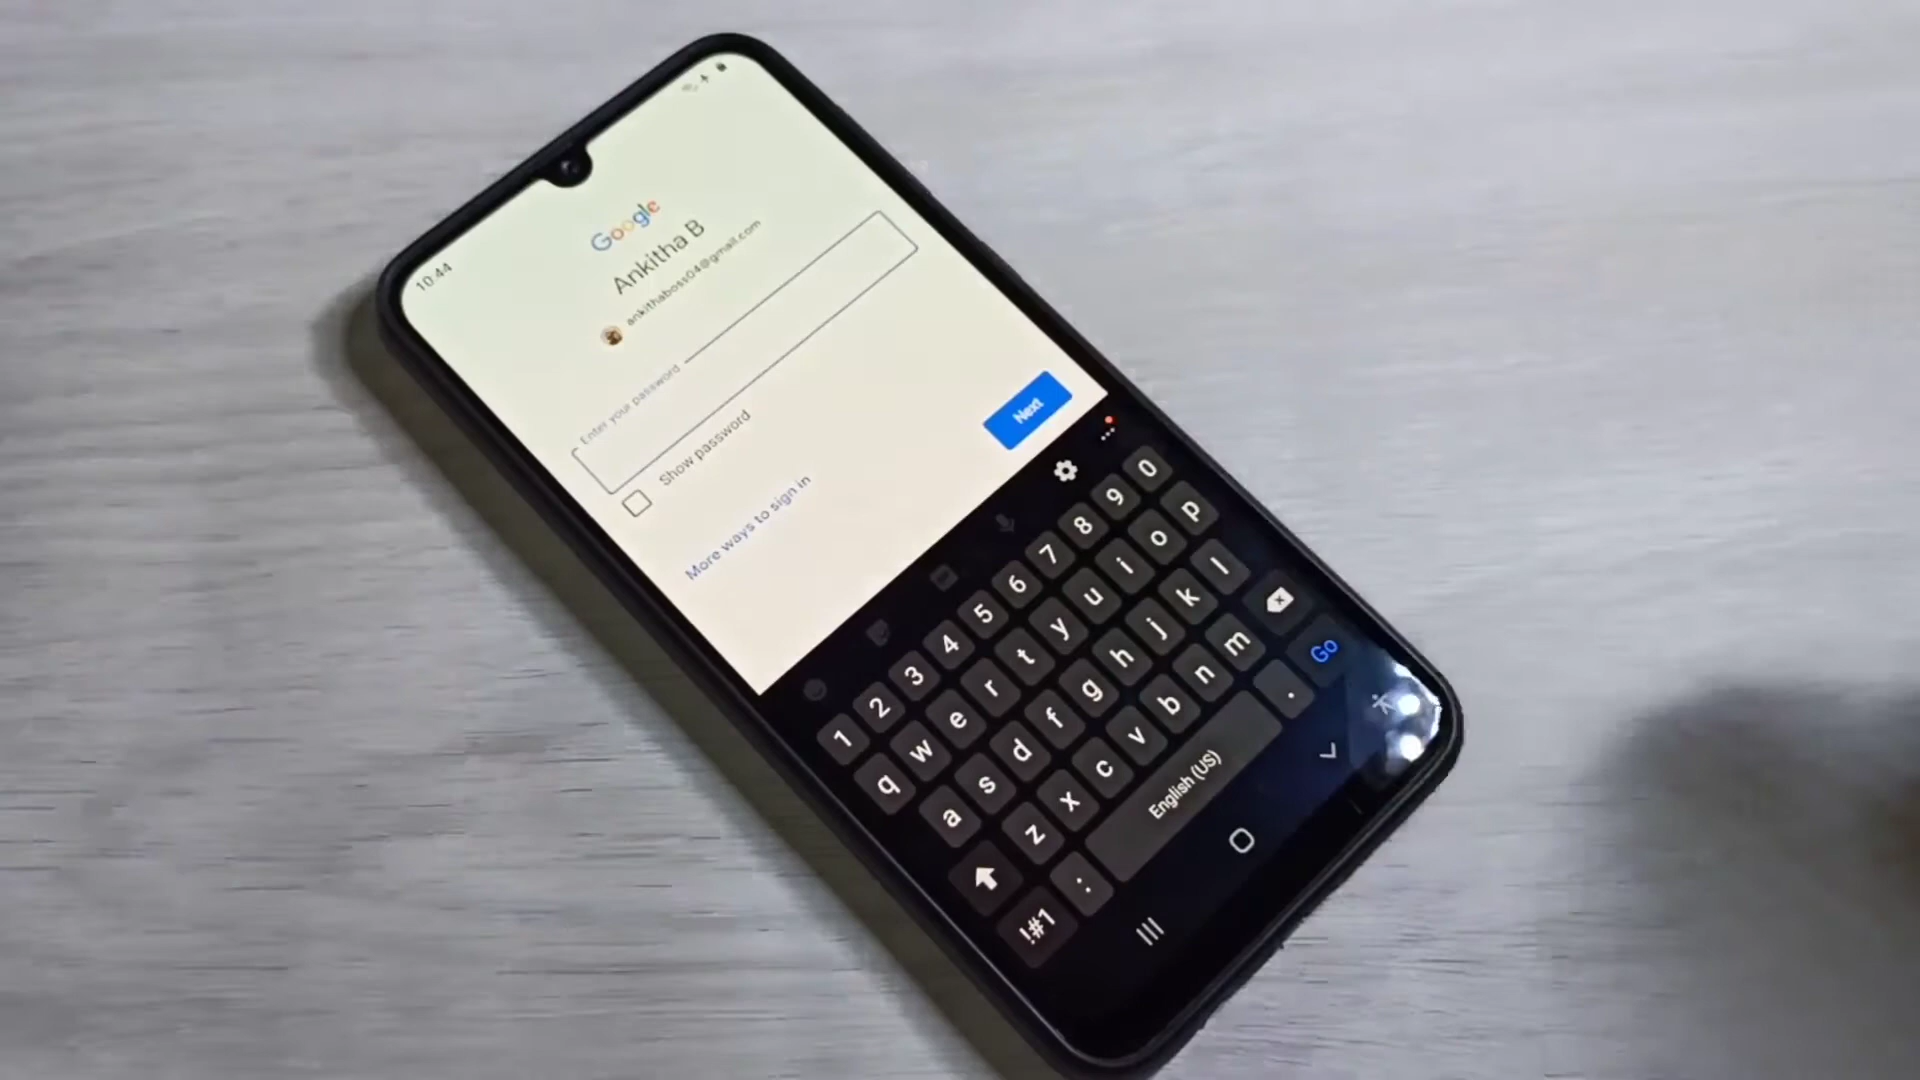 10:44
Google
Ankitha B
ankithaboss04@gmail.com
Enter your password
Show password
More ways to sign in
Next
1 2 3 4 5 6 7 8 9 0
q w e r t y u i o p
a s d f g h j k l
z x c v b n m
!#1 : English (US) . Go